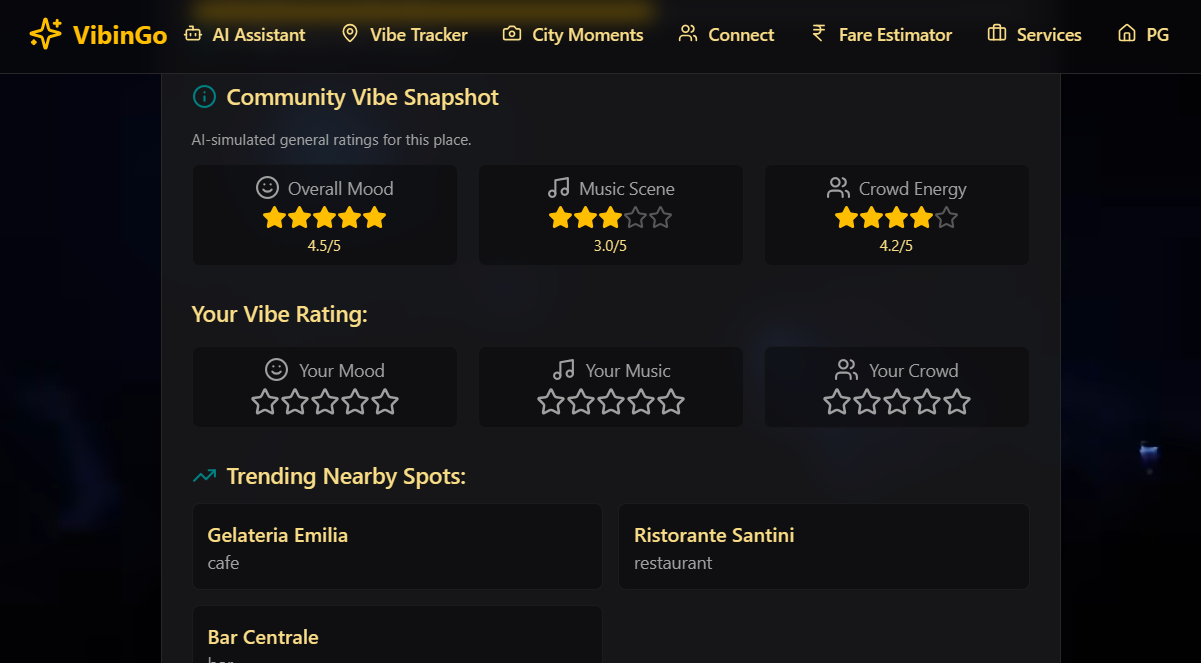 VibinGo AI Assistant Vibe Tracker City Moments Connect ₹ Fare Estimator Services PG
Community Vibe Snapshot
AI-simulated general ratings for this place.
Overall Mood
4.5/5
Music Scene
3.0/5
Crowd Energy
4.2/5
Your Vibe Rating:
Your Mood
Your Music
Your Crowd
Trending Nearby Spots:
Gelateria Emilia
cafe
Ristorante Santini
restaurant
Bar Centrale